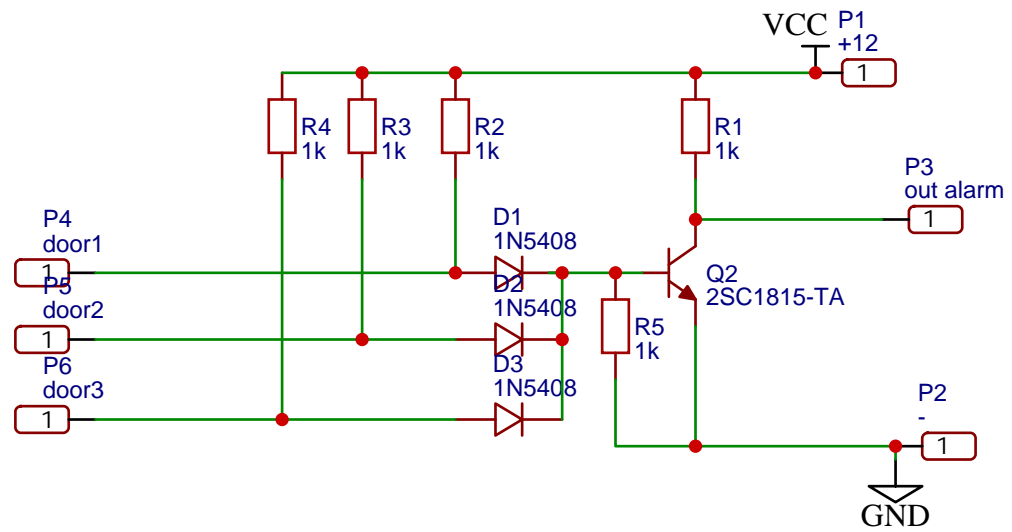 VCC
P1
+12
1
R4
1k
R3
1k
R2
1k
R1
1k
P3
out alarm
1
P4
door1
1
D1
1N5408
P5
door2
1
D2
1N5408
Q2
2SC1815-TA
R5
1k
P6
door3
1
D3
1N5408
P2
-
1
GND